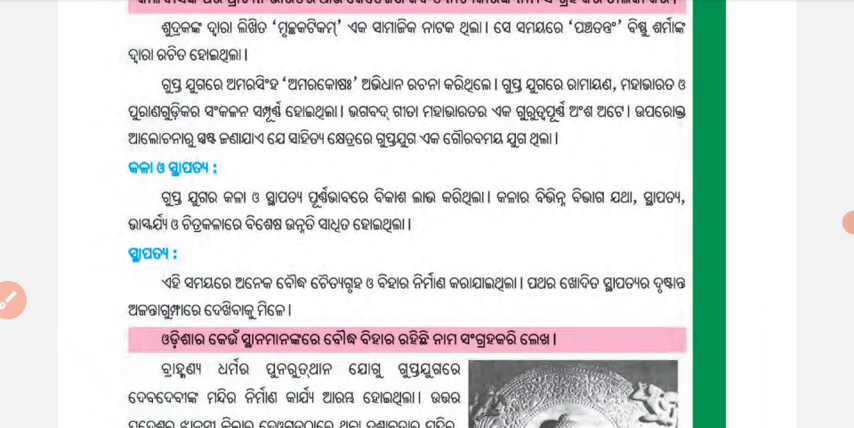 ଶୁଦ୍ରକଙ୍କ ଦ୍ୱାରା ଲିଖିତ ‘ମୃଚ୍ଛକଟିକମ୍’ ଏକ ସାମାଜିକ ନାଟକ ଥିଲା। ସେ ସମୟରେ ‘ପଞ୍ଚତନ୍ତ୍ରଂ’ ବିଷ୍ଣୁ ଶର୍ମାଙ୍କ
ଦ୍ୱାରା ରଚିତ ହୋଇଥିଲା।
ଗୁପ୍ତ ଯୁଗରେ ଅମରସିଂହ ‘ଅମରକୋଷଃ’ ଅଭିଧାନ ରଚନା କରିଥିଲେ। ଗୁପ୍ତ ଯୁଗରେ ରାମାୟଣ, ମହାଭାରତ ଓ
ପୁରାଣଗୁଡ଼ିକର ସଂକଳନ ସମ୍ପୂର୍ଣ୍ଣ ହୋଇଥିଲା। ଭଗବଦ୍ ଗୀତା ମହାଭାରତର ଏକ ଗୁରୁତ୍ୱପୂର୍ଣ୍ଣ ଅଂଶ ଅଟେ। ଉପରୋକ୍ତ
ଆଲୋଚନାରୁ ସ୍ପଷ୍ଟ ଜଣାଯାଏ ଯେ ସାହିତ୍ୟ କ୍ଷେତ୍ରରେ ଗୁପ୍ତଯୁଗ ଏକ ଗୌରବମୟ ଯୁଗ ଥିଲା।
କଳା ଓ ସ୍ଥାପତ୍ୟ :
ଗୁପ୍ତ ଯୁଗର କଳା ଓ ସ୍ଥାପତ୍ୟ ପୂର୍ଣ୍ଣଭାବରେ ବିକାଶ ଲାଭ କରିଥିଲା। କଳାର ବିଭିନ୍ନ ବିଭାଗ ଯଥା, ସ୍ଥାପତ୍ୟ,
ଭାସ୍କର୍ଯ୍ୟ ଓ ଚିତ୍ରକଳାରେ ବିଶେଷ ଉନ୍ନତି ସାଧିତ ହୋଇଥିଲା।
ସ୍ଥାପତ୍ୟ :
ଏହି ସମୟରେ ଅନେକ ବୌଦ୍ଧ ଚୈତ୍ୟଗୃହ ଓ ବିହାର ନିର୍ମାଣ କରାଯାଇଥିଲା। ପଥର ଖୋଦିତ ସ୍ଥାପତ୍ୟର ଦୃଷ୍ଟାନ୍ତ
ଅଜନ୍ତାଗୁମ୍ଫାରେ ଦେଖିବାକୁ ମିଳେ।
ଓଡ଼ିଶାର କେଉଁ ସ୍ଥାନମାନଙ୍କରେ ବୌଦ୍ଧ ବିହାର ରହିଛି ନାମ ସଂଗ୍ରହକରି ଲେଖ।
ବ୍ରାହ୍ମଣ୍ୟ ଧର୍ମର ପୁନରୁତ୍ଥାନ ଯୋଗୁ ଗୁପ୍ତଯୁଗରେ
ଦେବଦେବୀଙ୍କ ମନ୍ଦିର ନିର୍ମାଣ କାର୍ଯ୍ୟ ଆରମ୍ଭ ହୋଇଥିଲା। ଉତ୍ତର